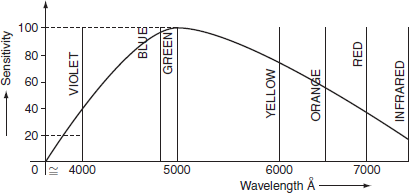 Sensitivity
100
80
60
40
20
0
VIOLET
BLUE
GREEN
YELLOW
ORANGE
RED
INFRARED
≅ 4000 5000 6000 7000
Wavelength Å